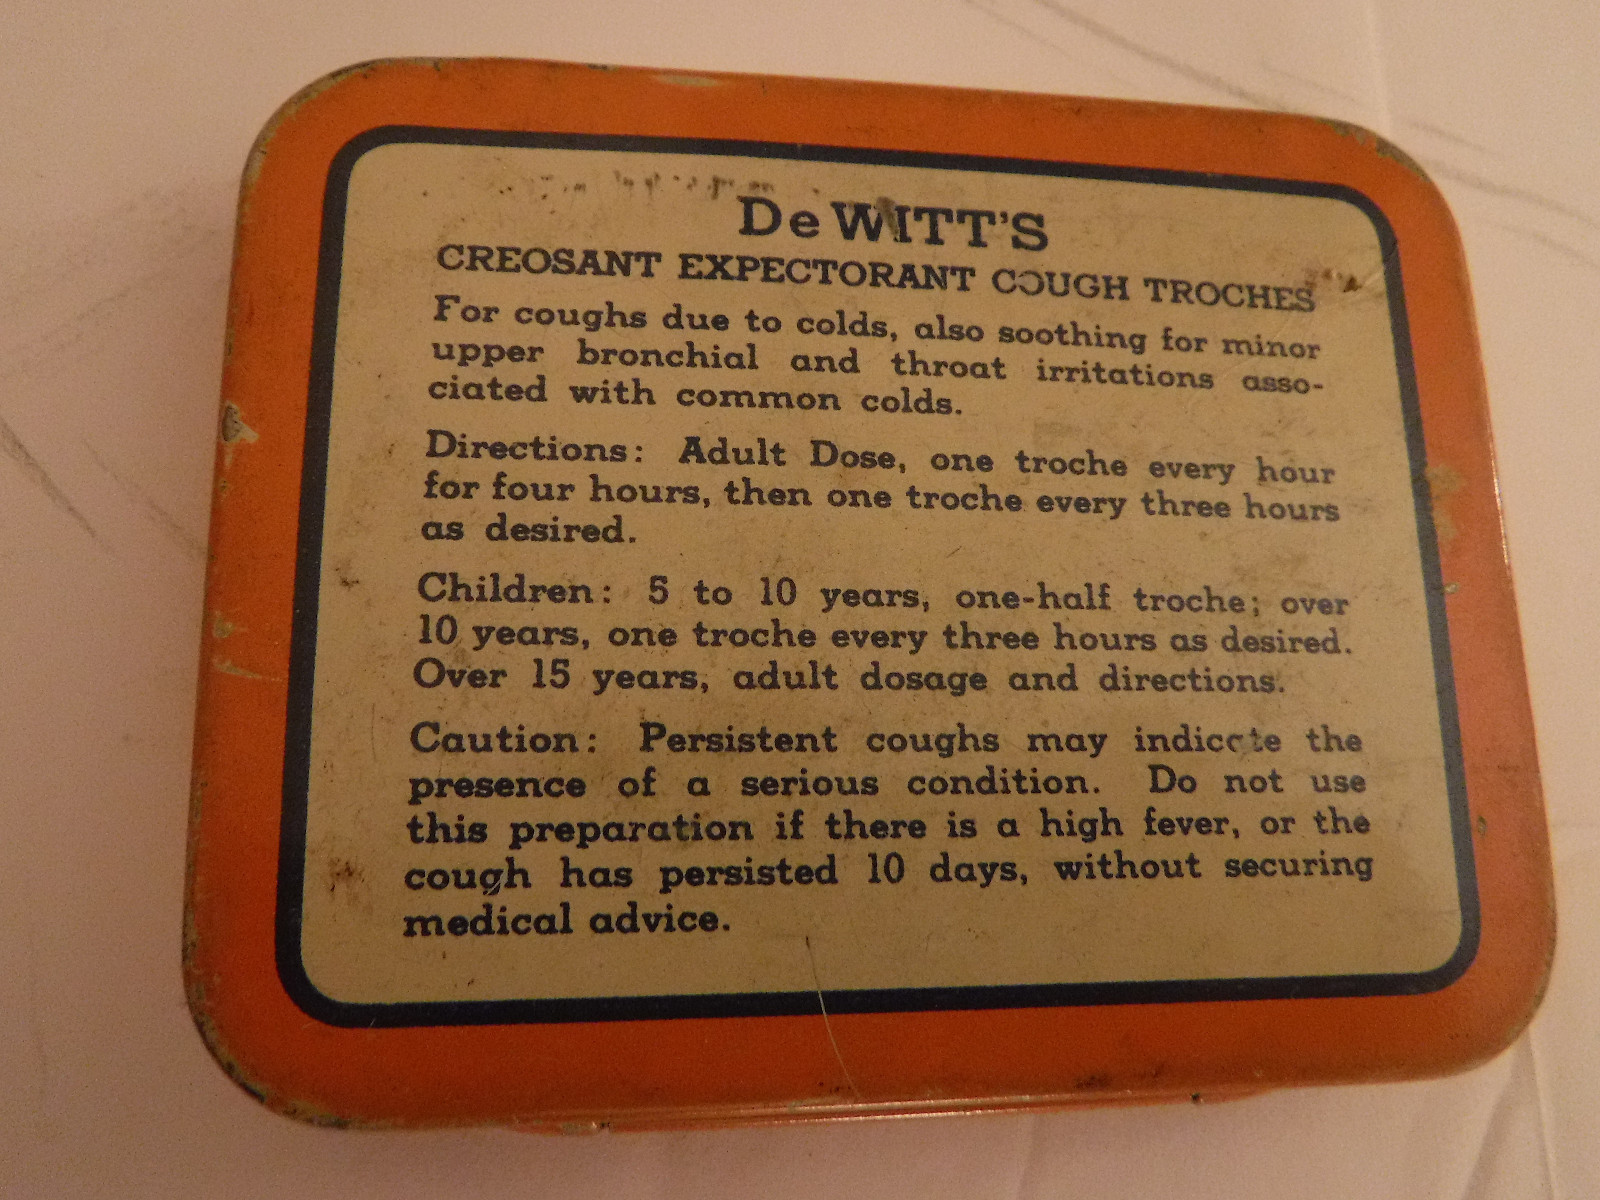 De WITT'S
CREOSANT EXPECTORANT COUGH TROCHES
For coughs due to colds, also soothing for minor
upper bronchial and throat irritations asso-
ciated with common colds.
Directions: Adult Dose, one troche every hour
for four hours, then one troche every three hours
as desired.
Children: 5 to 10 years, one-half troche; over
10 years, one troche every three hours as desired.
Over 15 years, adult dosage and directions.
Caution: Persistent coughs may indicate the
presence of a serious condition. Do not use
this preparation if there is a high fever, or the
cough has persisted 10 days, without securing
medical advice.